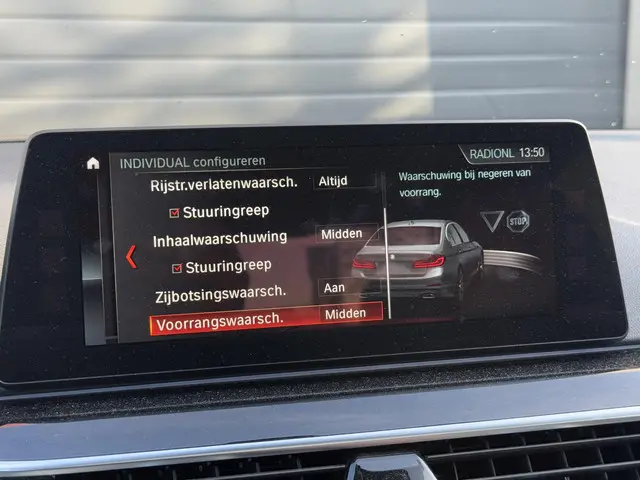 INDIVIDUAL configureren
RADIONL 13:50
Rijstr.verlatenwaarsch. Altijd
Stuuringreep
Inhaalwaarschuwing Midden
Stuuringreep
Zijbotsingswaarsch. Aan
Voorrangswaarsch. Midden
Waarschuwing bij negeren van
voorrang.
STOP